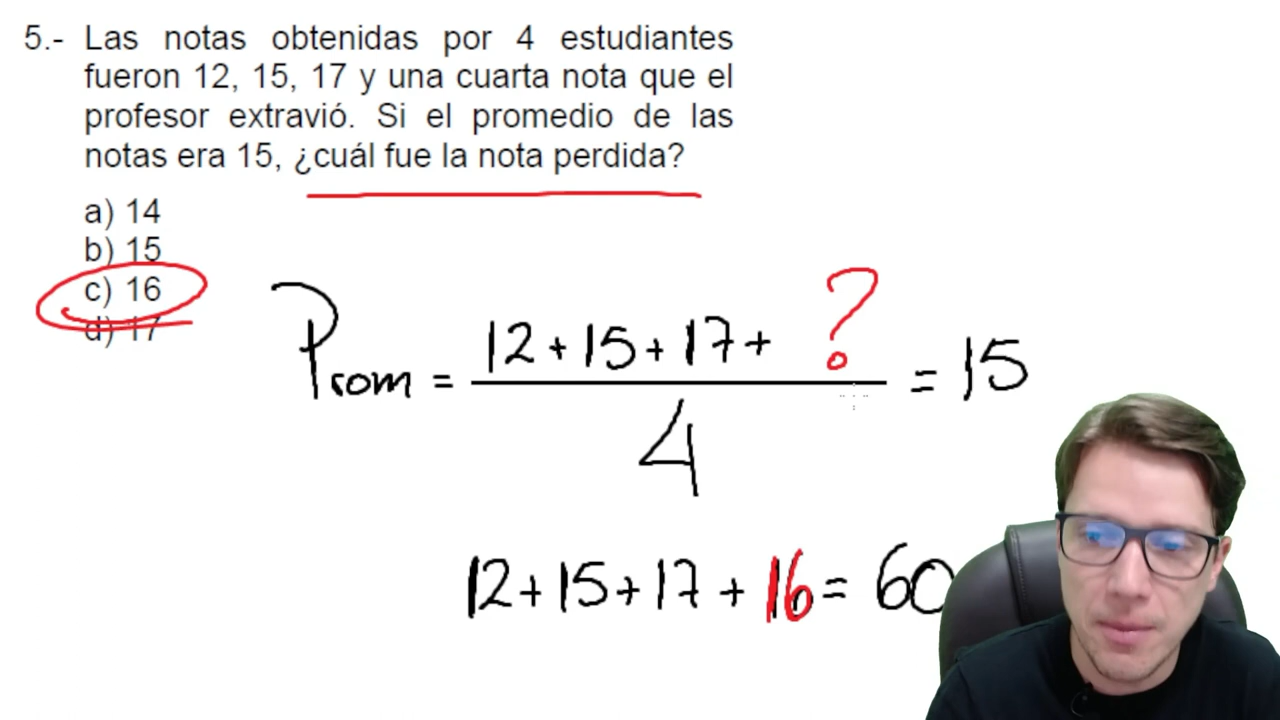 5.- Las notas obtenidas por 4 estudiantes
fueron 12, 15, 17 y una cuarta nota que el
profesor extravió. Si el promedio de las
notas era 15, ¿cuál fue la nota perdida?
a) 14
b) 15
c) 16
d) 17
12+15+17+ ?
Prom = = 15
4
12+15+17+16= 60